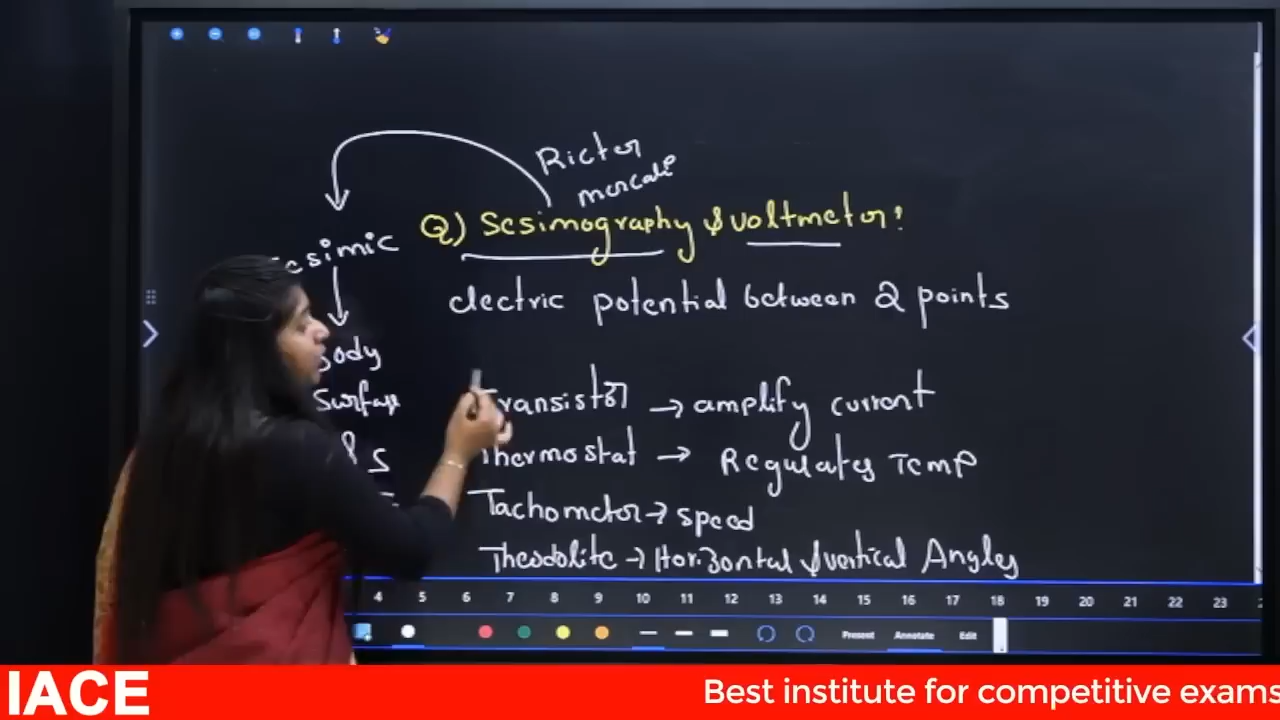 Ricter
mercale
Q) Sesimography & voltmeter?
esimic
electric potential between 2 points
Body
Surface
Transistor → amplify current
& S
Thermostat → Regulates Temp
Tachometer → speed
Theodolite → Horizontal & vertical Angles
4 5 6 7 8 9 10 11 12 13 14 15 16 17 18 19 20 21 22 23
Present Annotate Edit
IACE
Best institute for competitive exams